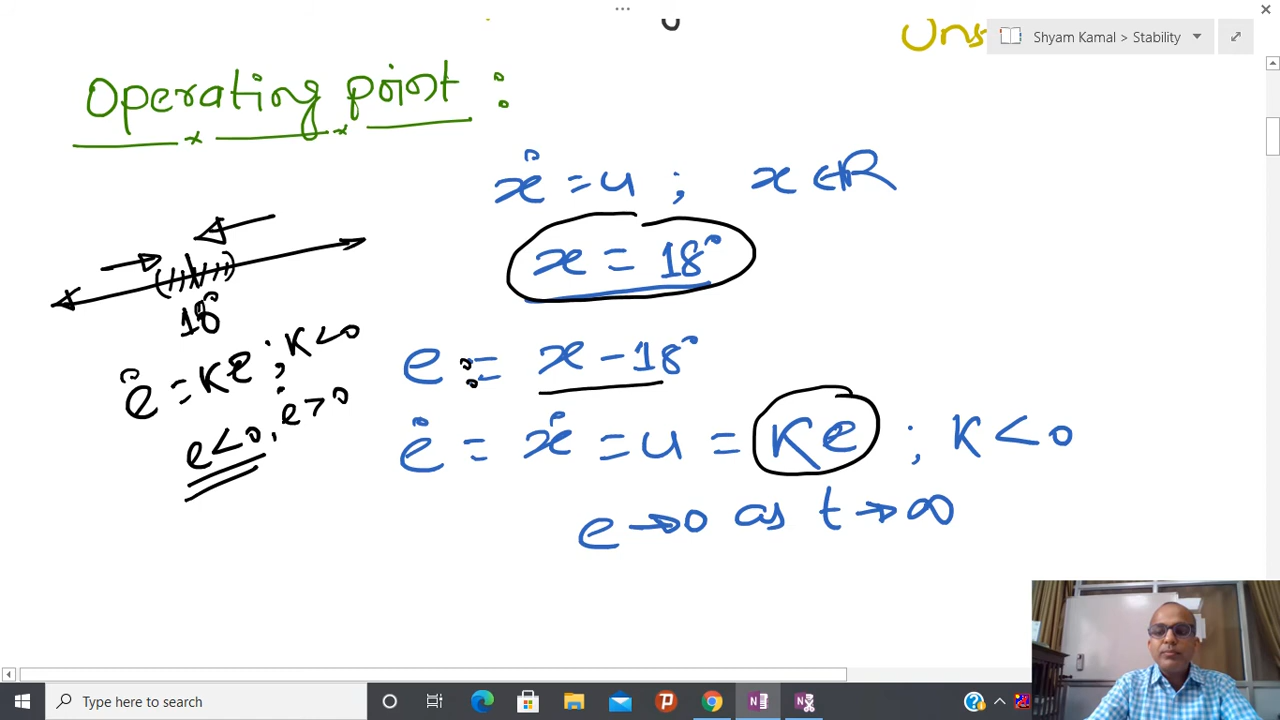 Uns
Shyam Kamal > Stability
Operating point :
ẋ = u ; x ∈ R
x = 18°
18°
e := x - 18°
ė = Ke ; K < 0
e < 0, e > 0
ė = ẋ = u = Ke ; K < 0
e → 0 as t → ∞
Type here to search